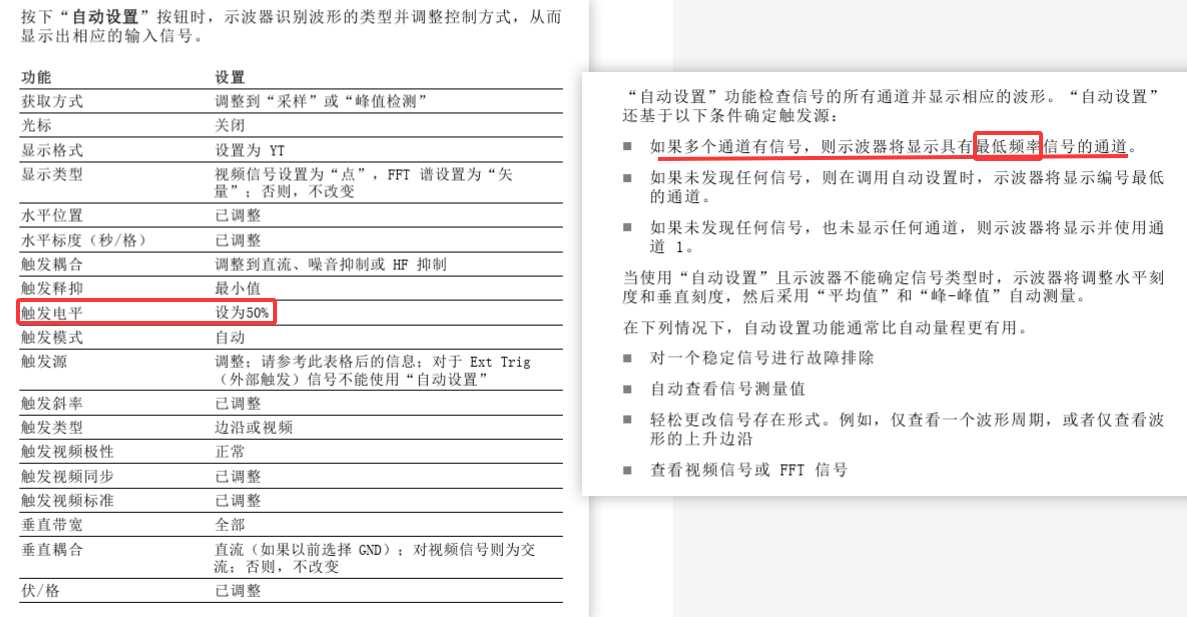 按下“自动设置”按钮时，示波器识别波形的类型并调整控制方式，从而
显示出相应的输入信号。
功能 设置
获取方式 调整到“采样”或“峰值检测”
光标 关闭
显示格式 设置为 YT
显示类型 视频信号设置为“点”，FFT 谱设置为“矢
量”；否则，不改变
水平位置 已调整
水平标度（秒/格） 已调整
触发耦合 调整到直流、噪音抑制或 HF 抑制
触发释抑 最小值
触发电平 设为50%
触发模式 自动
触发源 调整；请参考此表格后的信息；对于 Ext Trig
（外部触发）信号不能使用“自动设置”
触发斜率 已调整
触发类型 边沿或视频
触发视频极性 正常
触发视频同步 已调整
触发视频标准 已调整
垂直带宽 全部
垂直耦合 直流（如果以前选择 GND）；对视频信号则为交
流；否则，不改变
伏/格 已调整
“自动设置”功能检查信号的所有通道并显示相应的波形。“自动设置”
还基于以下条件确定触发源：
■ 如果多个通道有信号，则示波器将显示具有最低频率信号的通道。
■ 如果未发现任何信号，则在调用自动设置时，示波器将显示编号最低
的通道。
■ 如果未发现任何信号，也未显示任何通道，则示波器将显示并使用通
道 1。
当使用“自动设置”且示波器不能确定信号类型时，示波器将调整水平刻
度和垂直刻度，然后采用“平均值”和“峰-峰值”自动测量。
在下列情况下，自动设置功能通常比自动量程更有用。
■ 对一个稳定信号进行故障排除
■ 自动查看信号测量值
■ 轻松更改信号存在形式。例如，仅查看一个波形周期，或者仅查看波
形的上升边沿
■ 查看视频信号或 FFT 信号